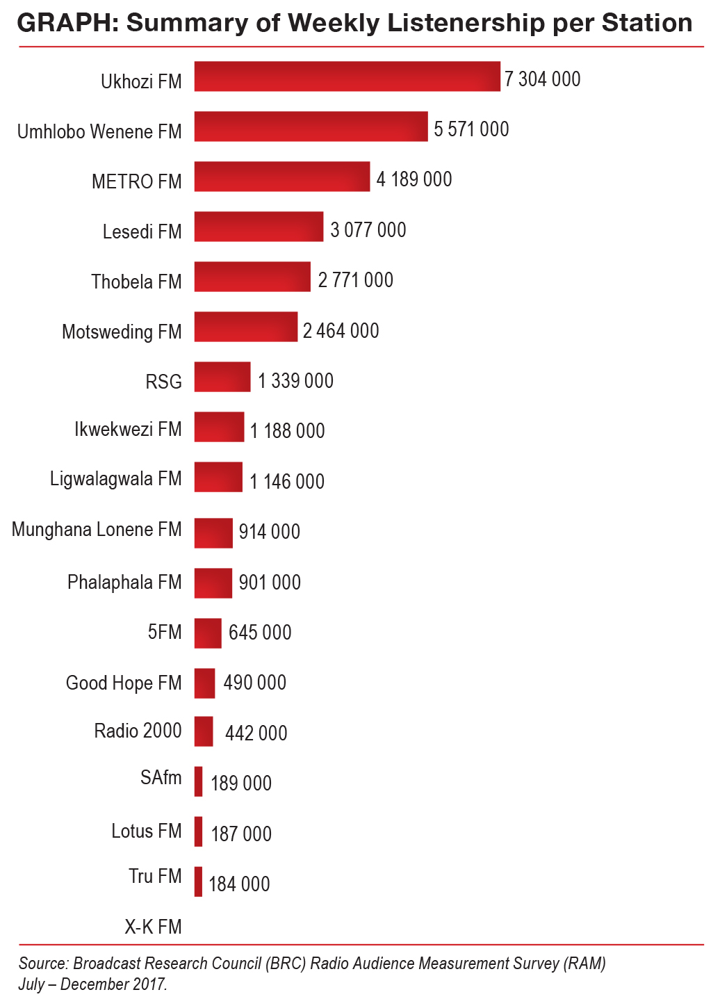 GRAPH: Summary of Weekly Listenership per Station
Ukhozi FM 7 304 000
Umhlobo Wenene FM 5 571 000
METRO FM 4 189 000
Lesedi FM 3 077 000
Thobela FM 2 771 000
Motsweding FM 2 464 000
RSG 1 339 000
Ikwekwezi FM 1 188 000
Ligwalagwala FM 1 146 000
Munghana Lonene FM 914 000
Phalaphala FM 901 000
5FM 645 000
Good Hope FM 490 000
Radio 2000 442 000
SAfm 189 000
Lotus FM 187 000
Tru FM 184 000
X-K FM
Source: Broadcast Research Council (BRC) Radio Audience Measurement Survey (RAM)
July – December 2017.